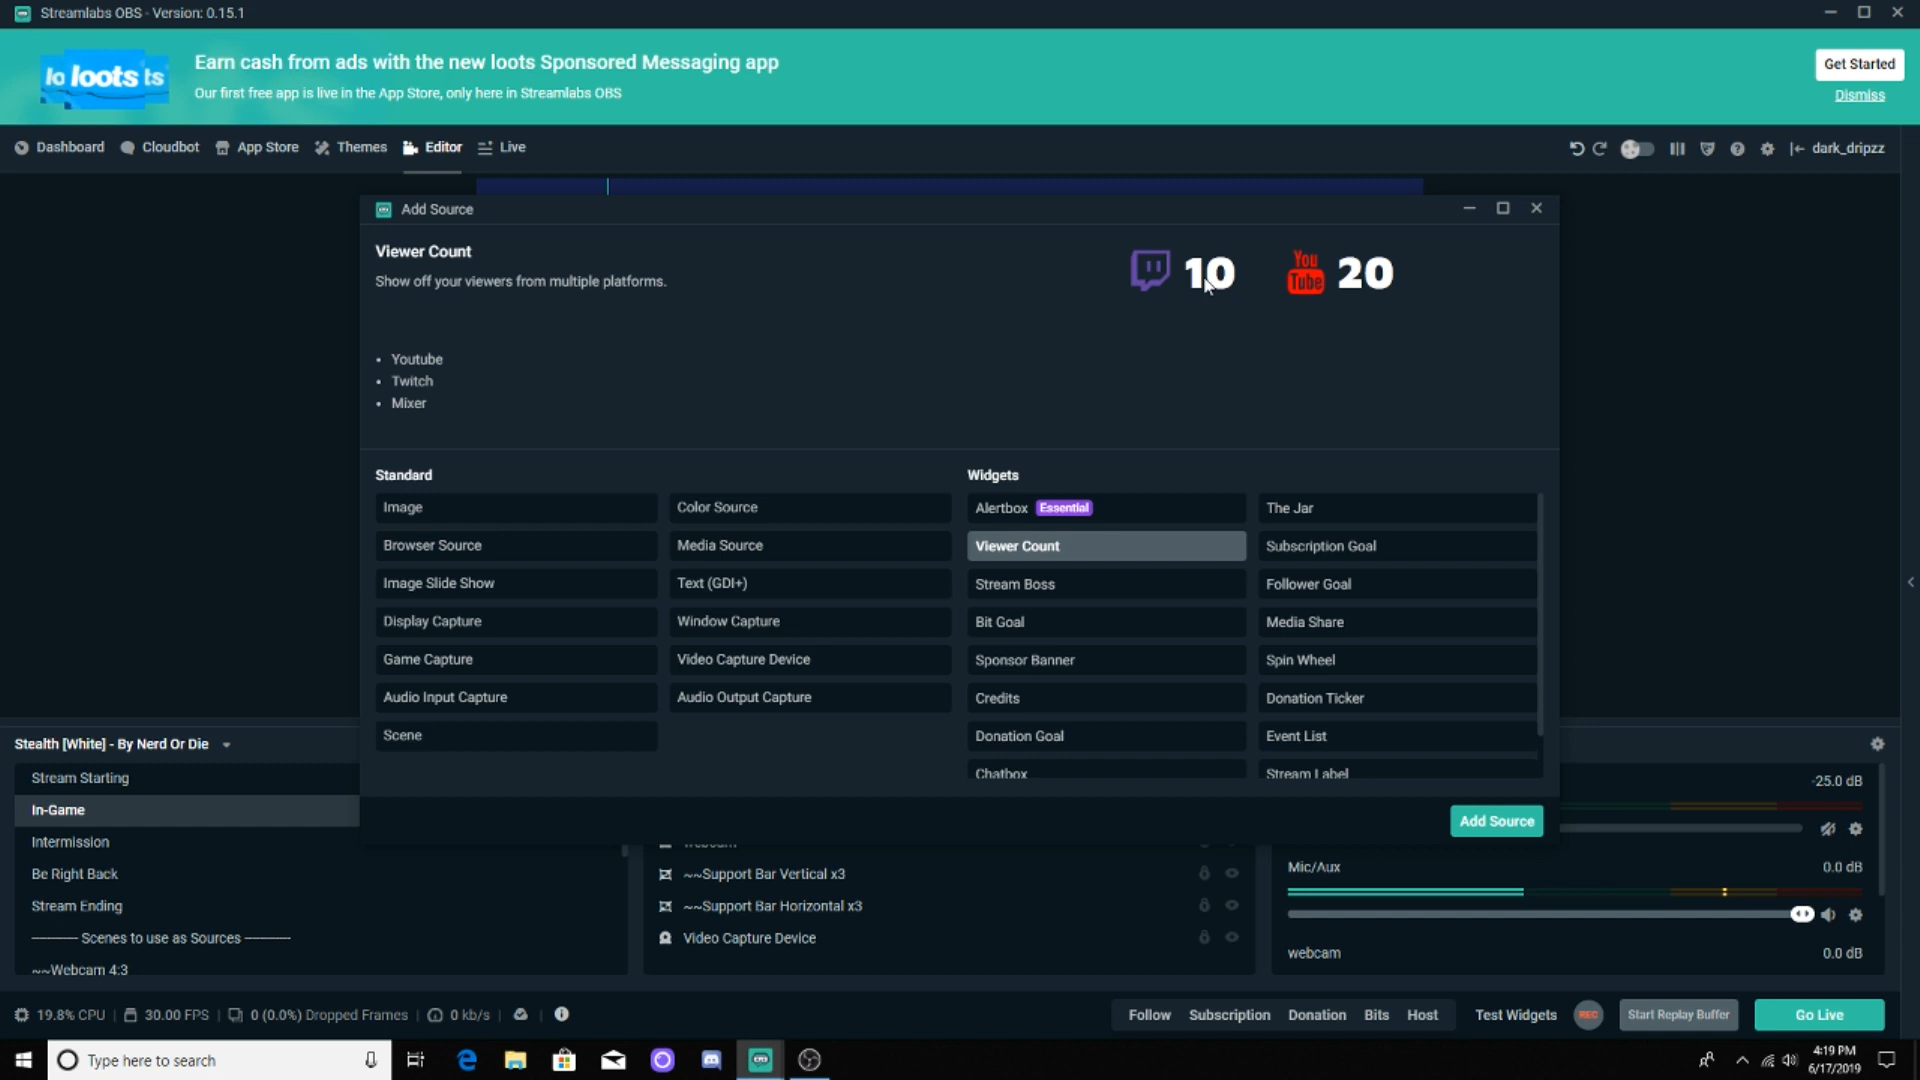 Streamlabs OBS - Version: 0.15.1
lo loots ts
Earn cash from ads with the new loots Sponsored Messaging app
Our first free app is live in the App Store, only here in Streamlabs OBS
Get Started
Dismiss
Dashboard Cloudbot App Store Themes Editor Live
dark_dripzz
Add Source
Viewer Count
Show off your viewers from multiple platforms.
10
You Tube 20
• Youtube
• Twitch
• Mixer
Standard
Image Color Source
Browser Source Media Source
Image Slide Show Text (GDI+)
Display Capture Window Capture
Game Capture Video Capture Device
Audio Input Capture Audio Output Capture
Scene
Widgets
Alertbox Essential The Jar
Viewer Count Subscription Goal
Stream Boss Follower Goal
Bit Goal Media Share
Sponsor Banner Spin Wheel
Credits Donation Ticker
Donation Goal Event List
Chatbox Stream Label
Add Source
Stealth [White] - By Nerd Or Die
Stream Starting
In-Game
Intermission
Be Right Back
Stream Ending
———— Scenes to use as Sources ————
~~Webcam 4:3
webcam
~~Support Bar Vertical x3
~~Support Bar Horizontal x3
Video Capture Device
-25.0 dB
Mic/Aux 0.0 dB
webcam 0.0 dB
19.8% CPU | 30.00 FPS | 0 (0.0%) Dropped Frames | 0 kb/s
Follow Subscription Donation Bits Host Test Widgets REC Start Replay Buffer Go Live
Type here to search
4:19 PM
6/17/2019